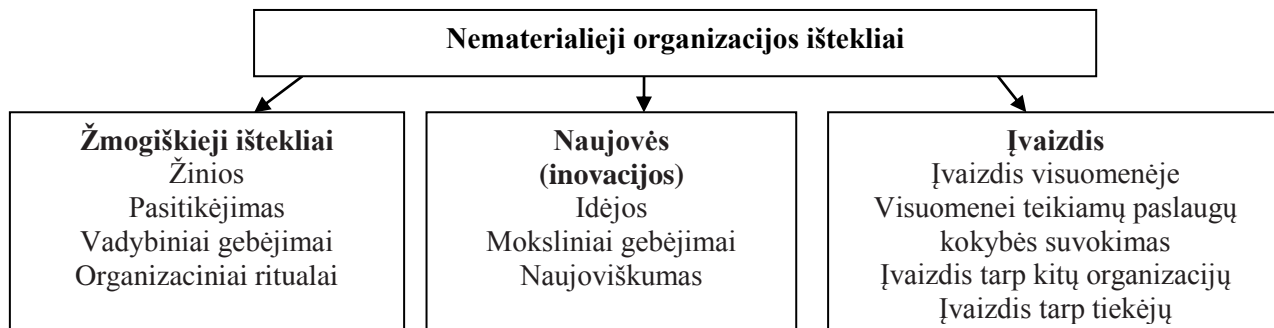 Nematerialieji organizacijos ištekliai
Žmogiškieji ištekliai
Žinios
Pasitikėjimas
Vadybiniai gebėjimai
Organizaciniai ritualai
Naujovės
(inovacijos)
Idėjos
Moksliniai gebėjimai
Naujoviškumas
Įvaizdis
Įvaizdis visuomenėje
Visuomenei teikiamų paslaugų
kokybės suvokimas
Įvaizdis tarp kitų organizacijų
Įvaizdis tarp tiekėjų